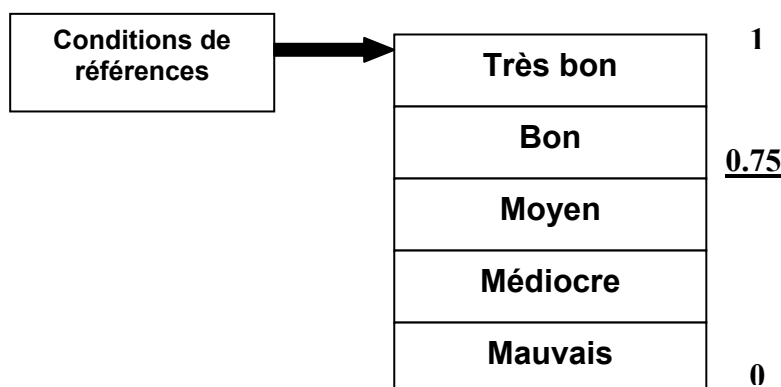 Conditions de
références
Très bon
1
Bon
0.75
Moyen
Médiocre
Mauvais
0